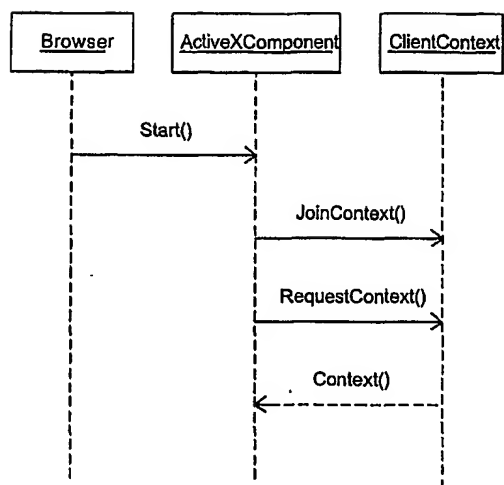 Browser
ActiveXComponent
ClientContext
Start()
JoinContext()
RequestContext()
Context()